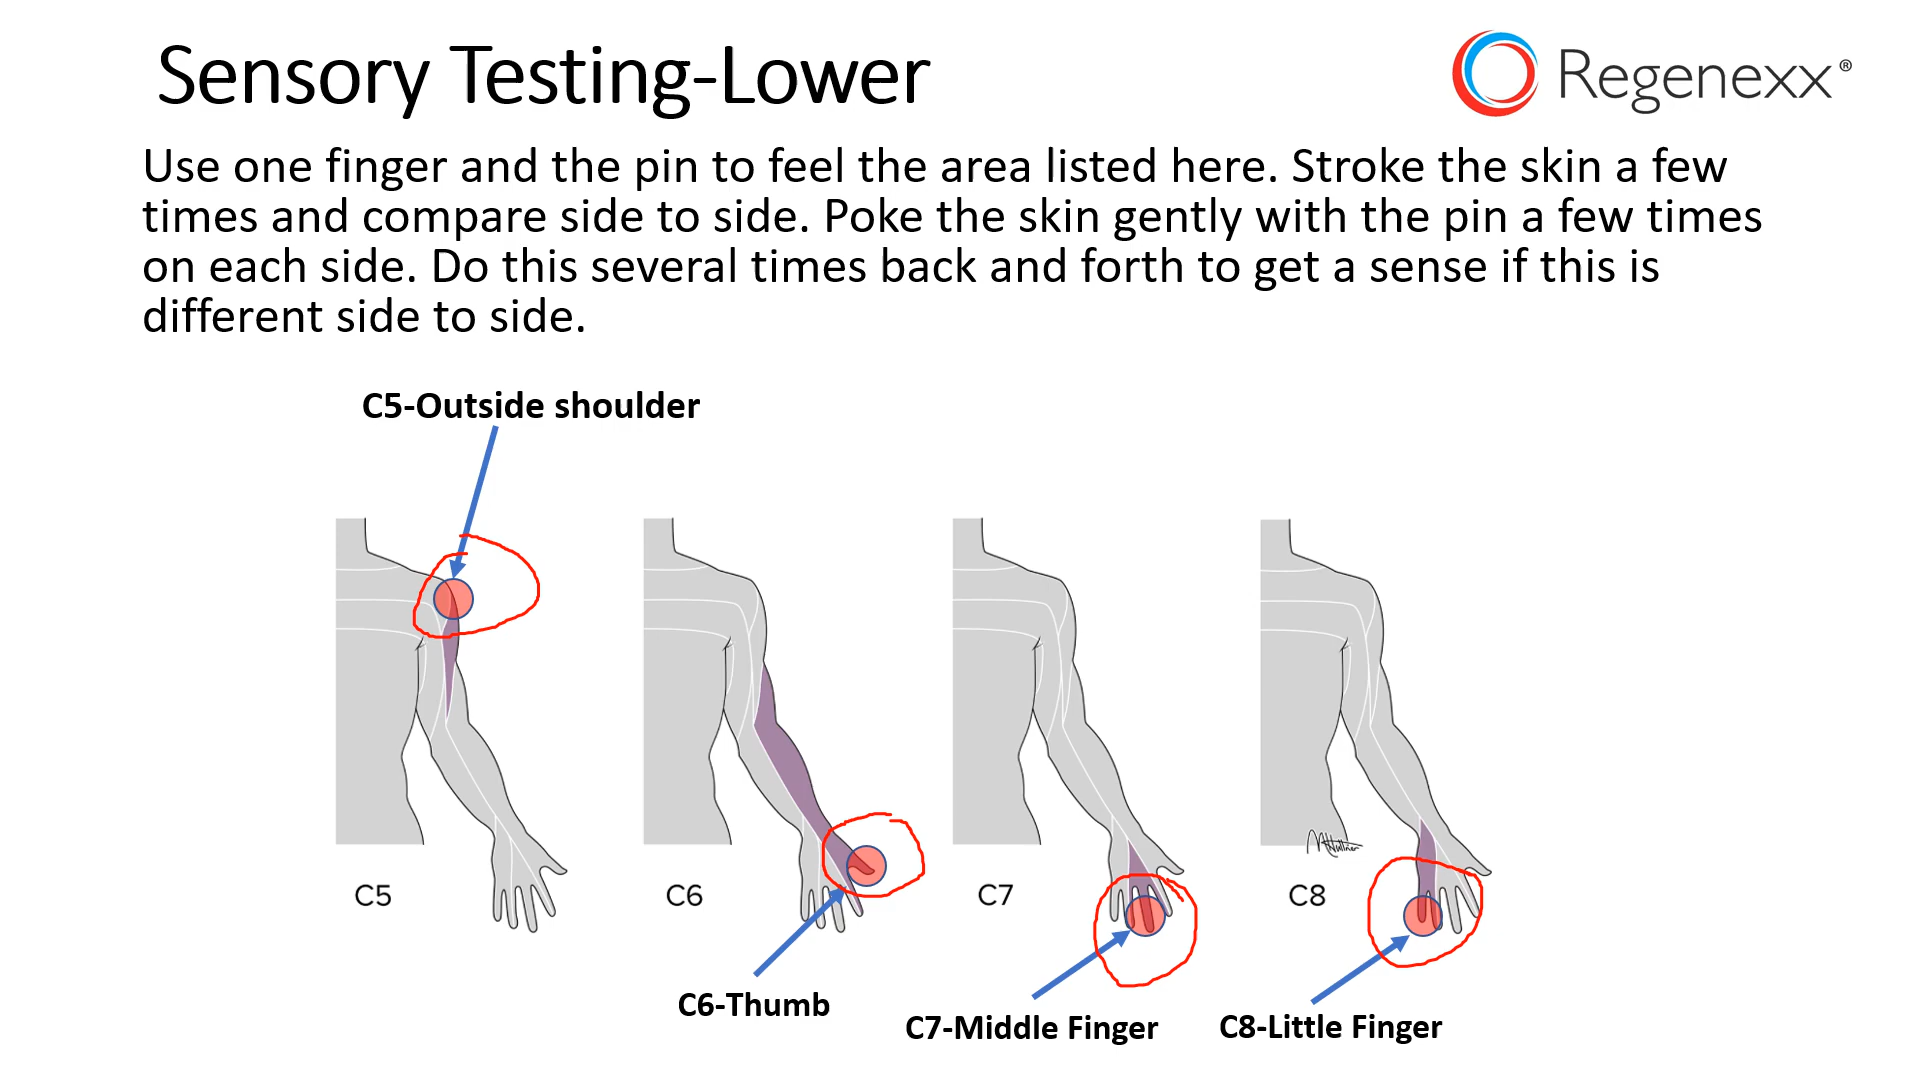 Sensory Testing-Lower
Regenexx®
Use one finger and the pin to feel the area listed here. Stroke the skin a few
times and compare side to side. Poke the skin gently with the pin a few times
on each side. Do this several times back and forth to get a sense if this is
different side to side.
C5-Outside shoulder
C5
C6
C7
C8
C6-Thumb
C7-Middle Finger
C8-Little Finger